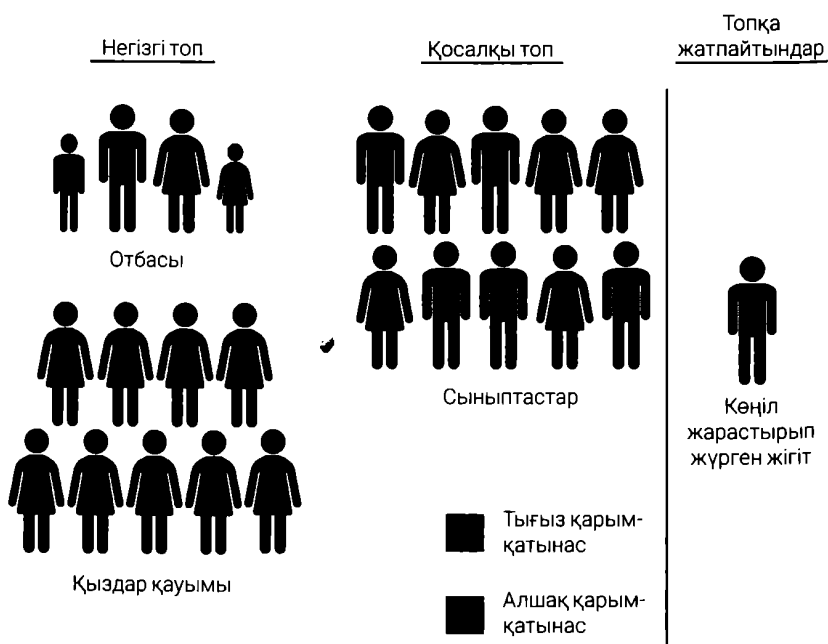 Негізгі топ
Қосалқы топ
Топқа
жатпайтындар
Отбасы
Қыздар қауымы
Сыныптастар
Көңіл
жарастырып
жүрген жігіт
Тығыз қарым-
қатынас
Алшақ қарым-
қатынас